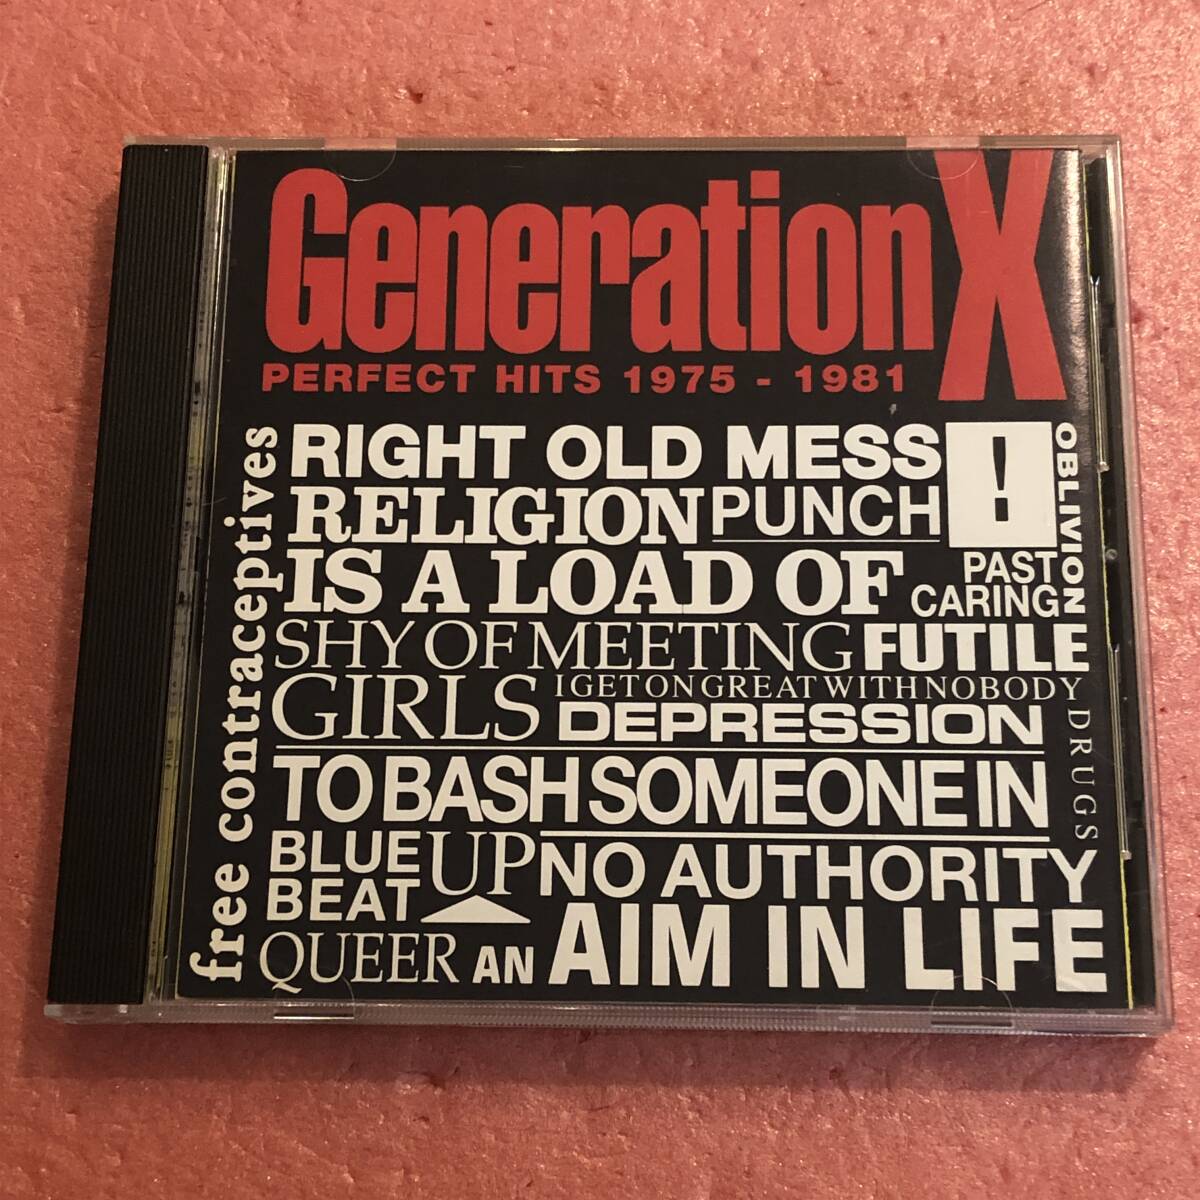 Generation X
PERFECT HITS 1975 - 1981
free contraceptives
RIGHT OLD MESS
!
OBLIVION
RELIGION PUNCH
IS A LOAD OF
PAST
CARING
SHY OF MEETING FUTILE
GIRLS
I GET ON GREAT WITH NOBODY
DEPRESSION
DRUGS
TO BASH SOMEONE IN
BLUE
BEAT
UP
NO AUTHORITY
QUEER AN AIM IN LIFE